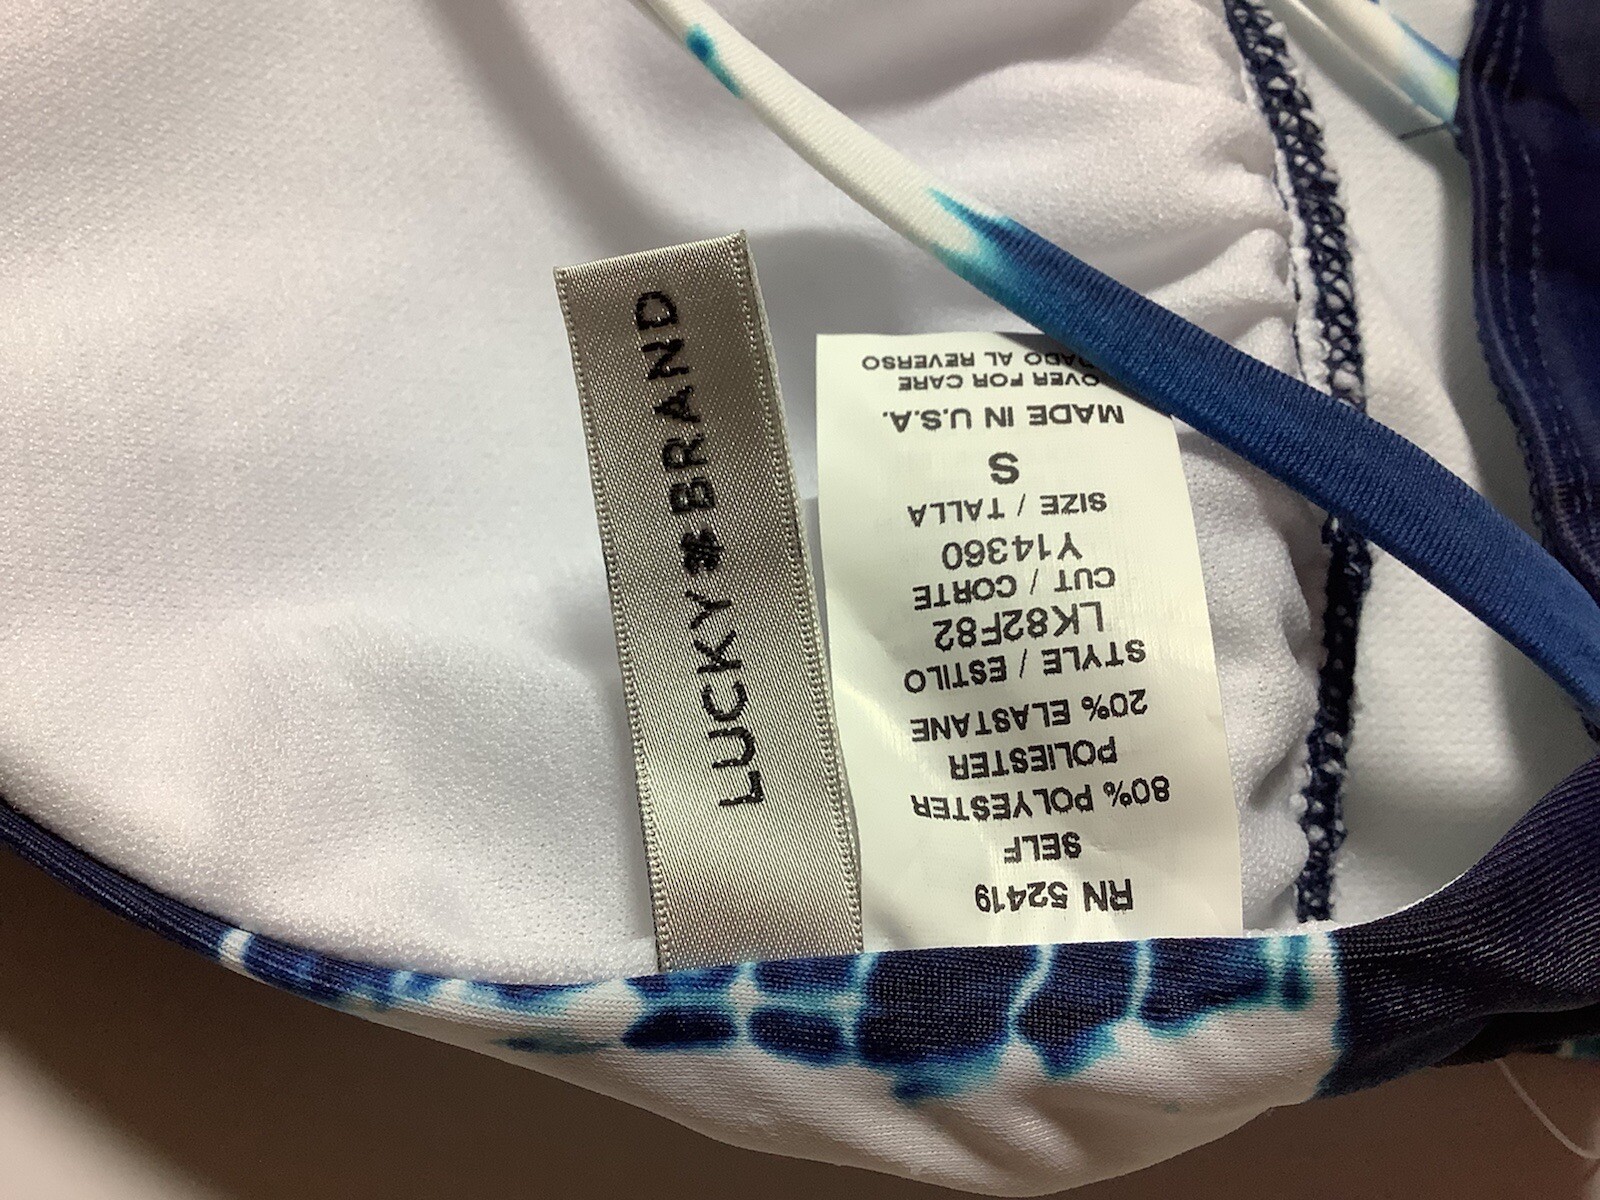 LUCKY BRAND
RN 52419
SELF
80% POLYESTER
POLIESTER
20% ELASTANE
STYLE / ESTILO
LK82F82
CUT / CORTE
Y14360
SIZE / TALLA
S
MADE IN U.S.A.
OVER FOR CARE
AL REVERSO